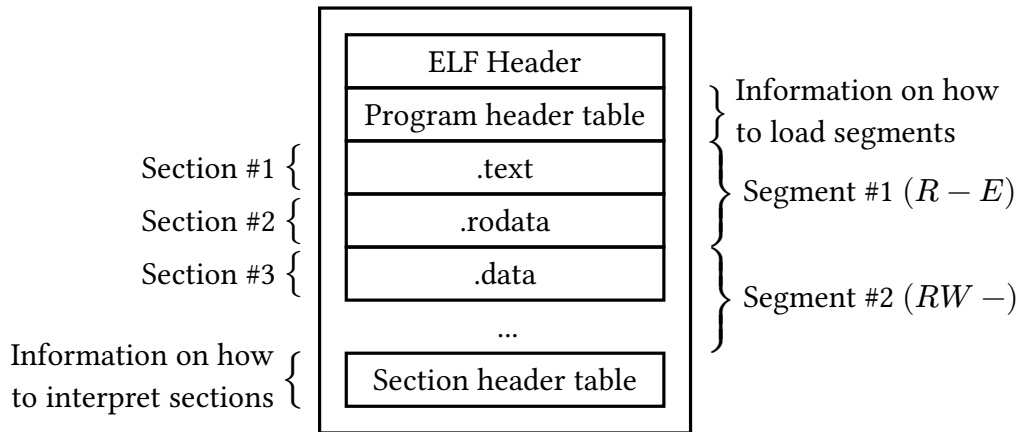 ELF Header
Program header table
Information on how
to load segments
Section #1
.text
Segment #1 (R − E)
Section #2
.rodata
Section #3
.data
Segment #2 (RW −)
...
Information on how
to interpret sections
Section header table